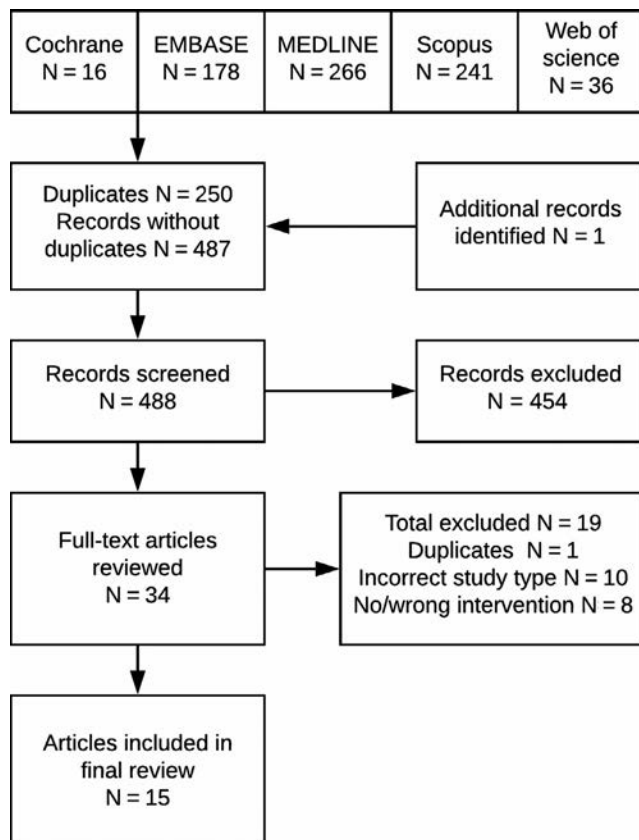 Cochrane
N = 16
EMBASE
N = 178
MEDLINE
N = 266
Scopus
N = 241
Web of
science
N = 36
Duplicates N = 250
Records without
duplicates N = 487
Additional records
identified N = 1
Records screened
N = 488
Records excluded
N = 454
Full-text articles
reviewed
N = 34
Total excluded N = 19
Duplicates N = 1
Incorrect study type N = 10
No/wrong intervention N = 8
Articles included in
final review
N = 15